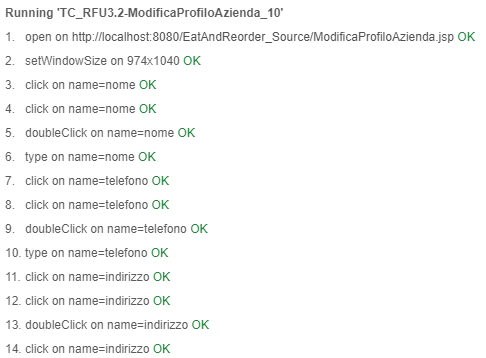 Running 'TC_RFU3.2-ModificaProfiloAzienda_10'
1. open on http://localhost:8080/EatAndReorder_Source/ModificaProfiloAzienda.jsp OK
2. setWindowSize on 974x1040 OK
3. click on name=nome OK
4. click on name=nome OK
5. doubleClick on name=nome OK
6. type on name=nome OK
7. click on name=telefono OK
8. click on name=telefono OK
9. doubleClick on name=telefono OK
10. type on name=telefono OK
11. click on name=indirizzo OK
12. click on name=indirizzo OK
13. doubleClick on name=indirizzo OK
14. click on name=indirizzo OK